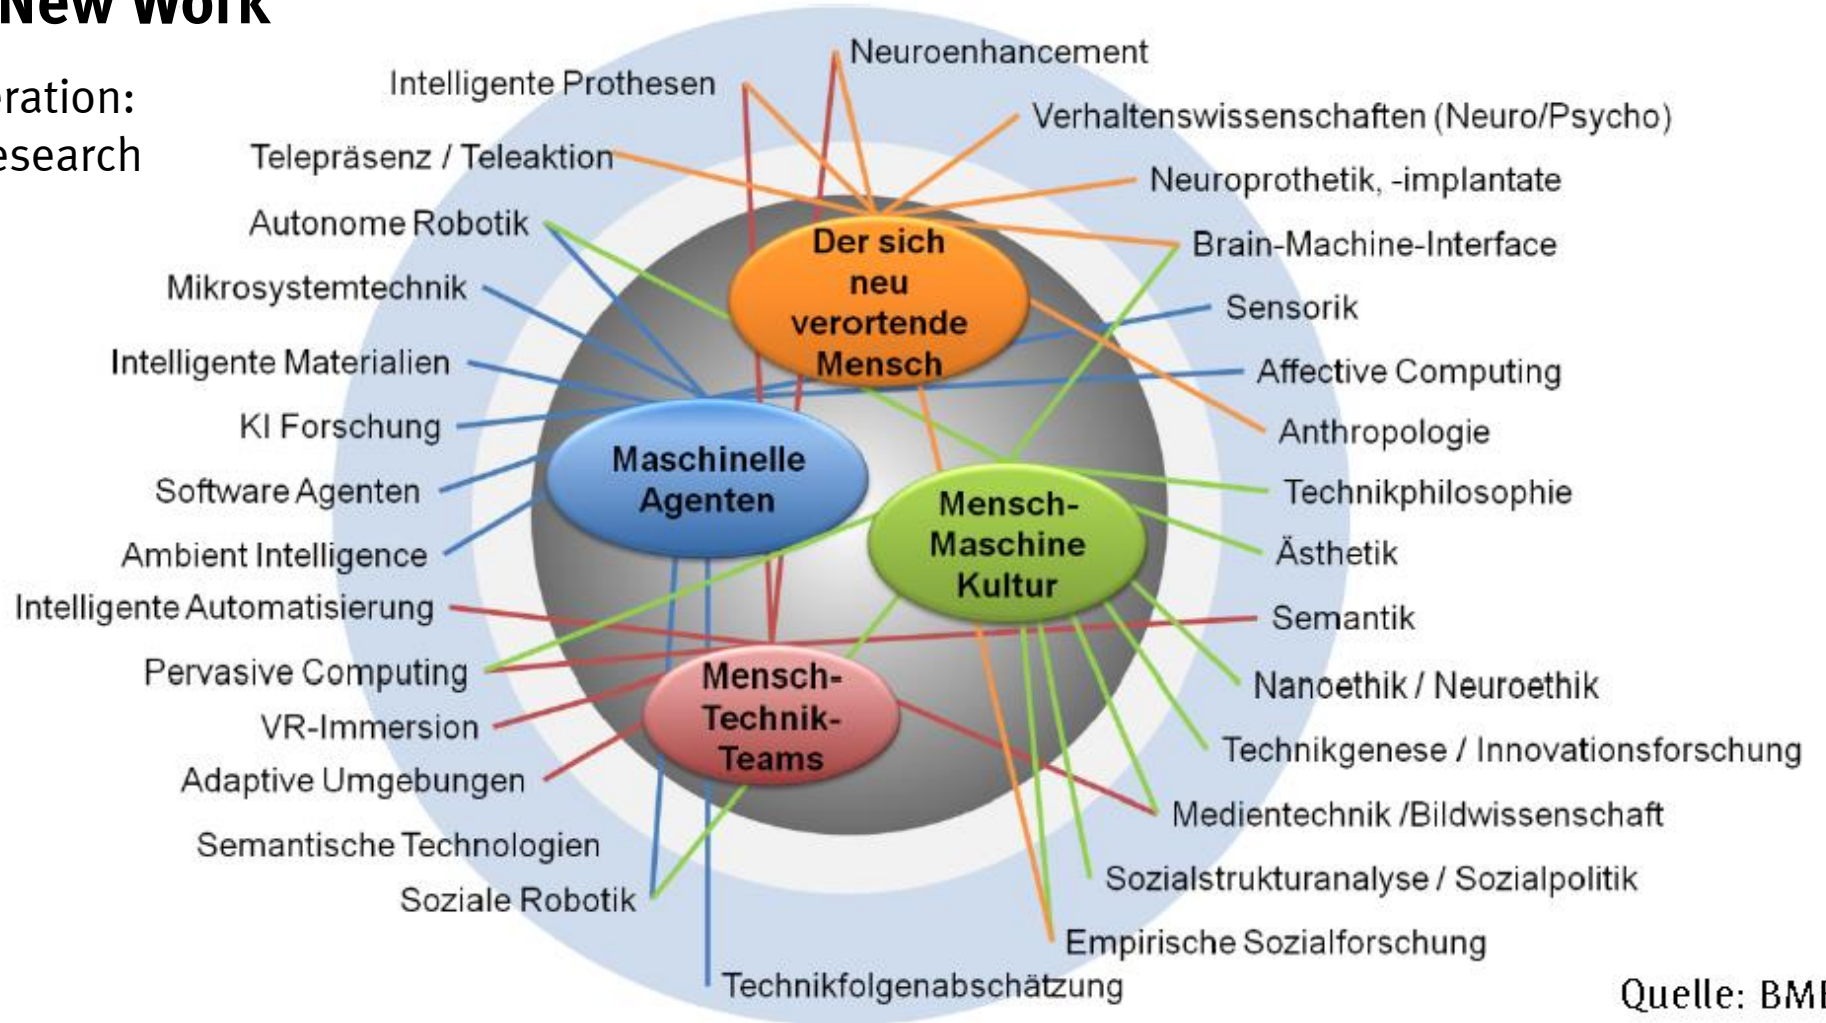 New Work
eration:
esearch
Neuroenhancement
Intelligente Prothesen
Verhaltenswissenschaften (Neuro/Psycho)
Telepräsenz / Teleaktion
Neuroprothetik, -implantate
Autonome Robotik
Brain-Machine-Interface
Mikrosystemtechnik
Sensorik
Intelligente Materialien
Affective Computing
KI Forschung
Anthropologie
Software Agenten
Technikphilosophie
Ambient Intelligence
Ästhetik
Intelligente Automatisierung
Semantik
Pervasive Computing
Nanoethik / Neuroethik
VR-Immersion
Technikgenese / Innovationsforschung
Adaptive Umgebungen
Medientechnik /Bildwissenschaft
Semantische Technologien
Sozialstrukturanalyse / Sozialpolitik
Soziale Robotik
Empirische Sozialforschung
Technikfolgenabschätzung
Der sich
neu
verortende
Mensch
Maschinelle
Agenten
Mensch-
Maschine
Kultur
Mensch-
Technik-
Teams
Quelle: BM